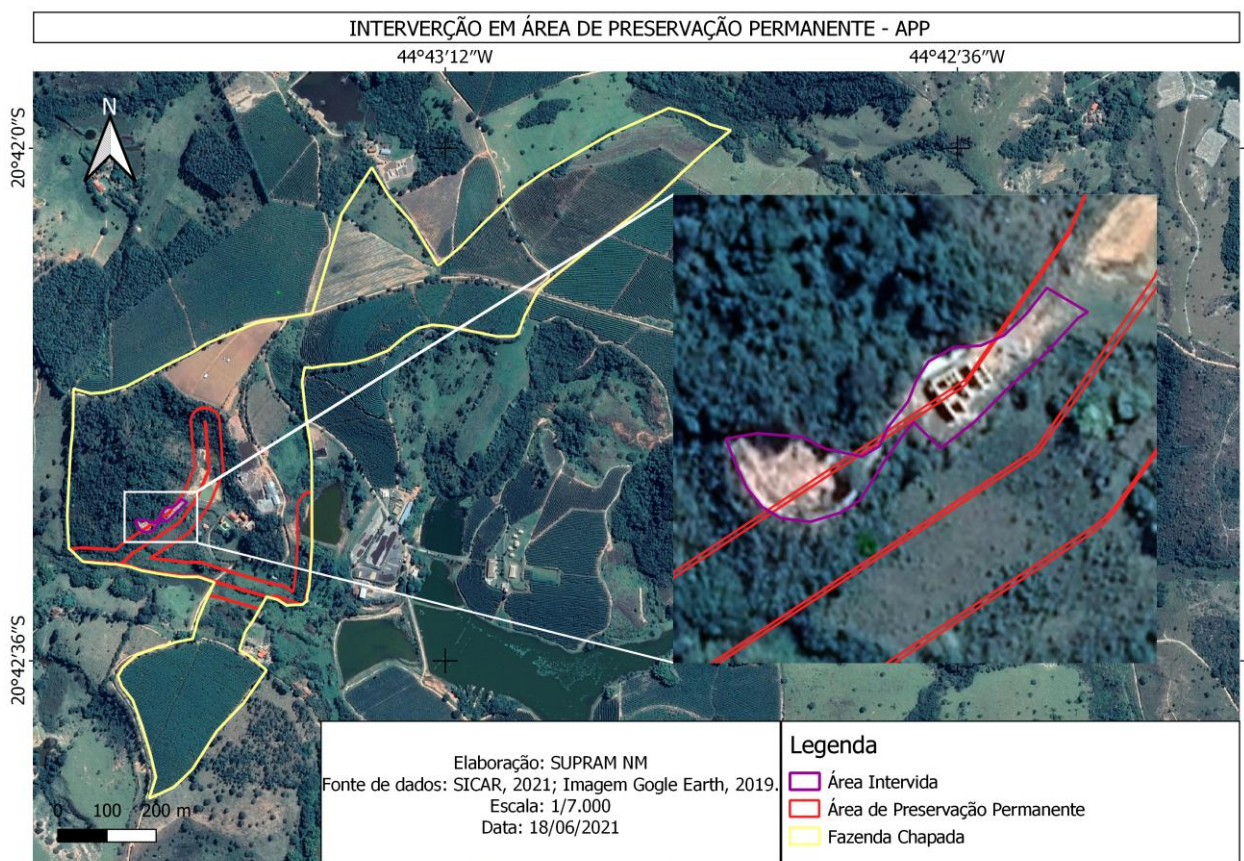 INTERVERÇÃO EM ÁREA DE PRESERVAÇÃO PERMANENTE - APP
44°43'12"W
44°42'36"W
N
20°42'0"S
20°42'36"S
0 100 200 m
Elaboração: SUPRAM NM
Fonte de dados: SICAR, 2021; Imagem Gogle Earth, 2019.
Escala: 1/7.000
Data: 18/06/2021
Legenda
Área Intervida
Área de Preservação Permanente
Fazenda Chapada